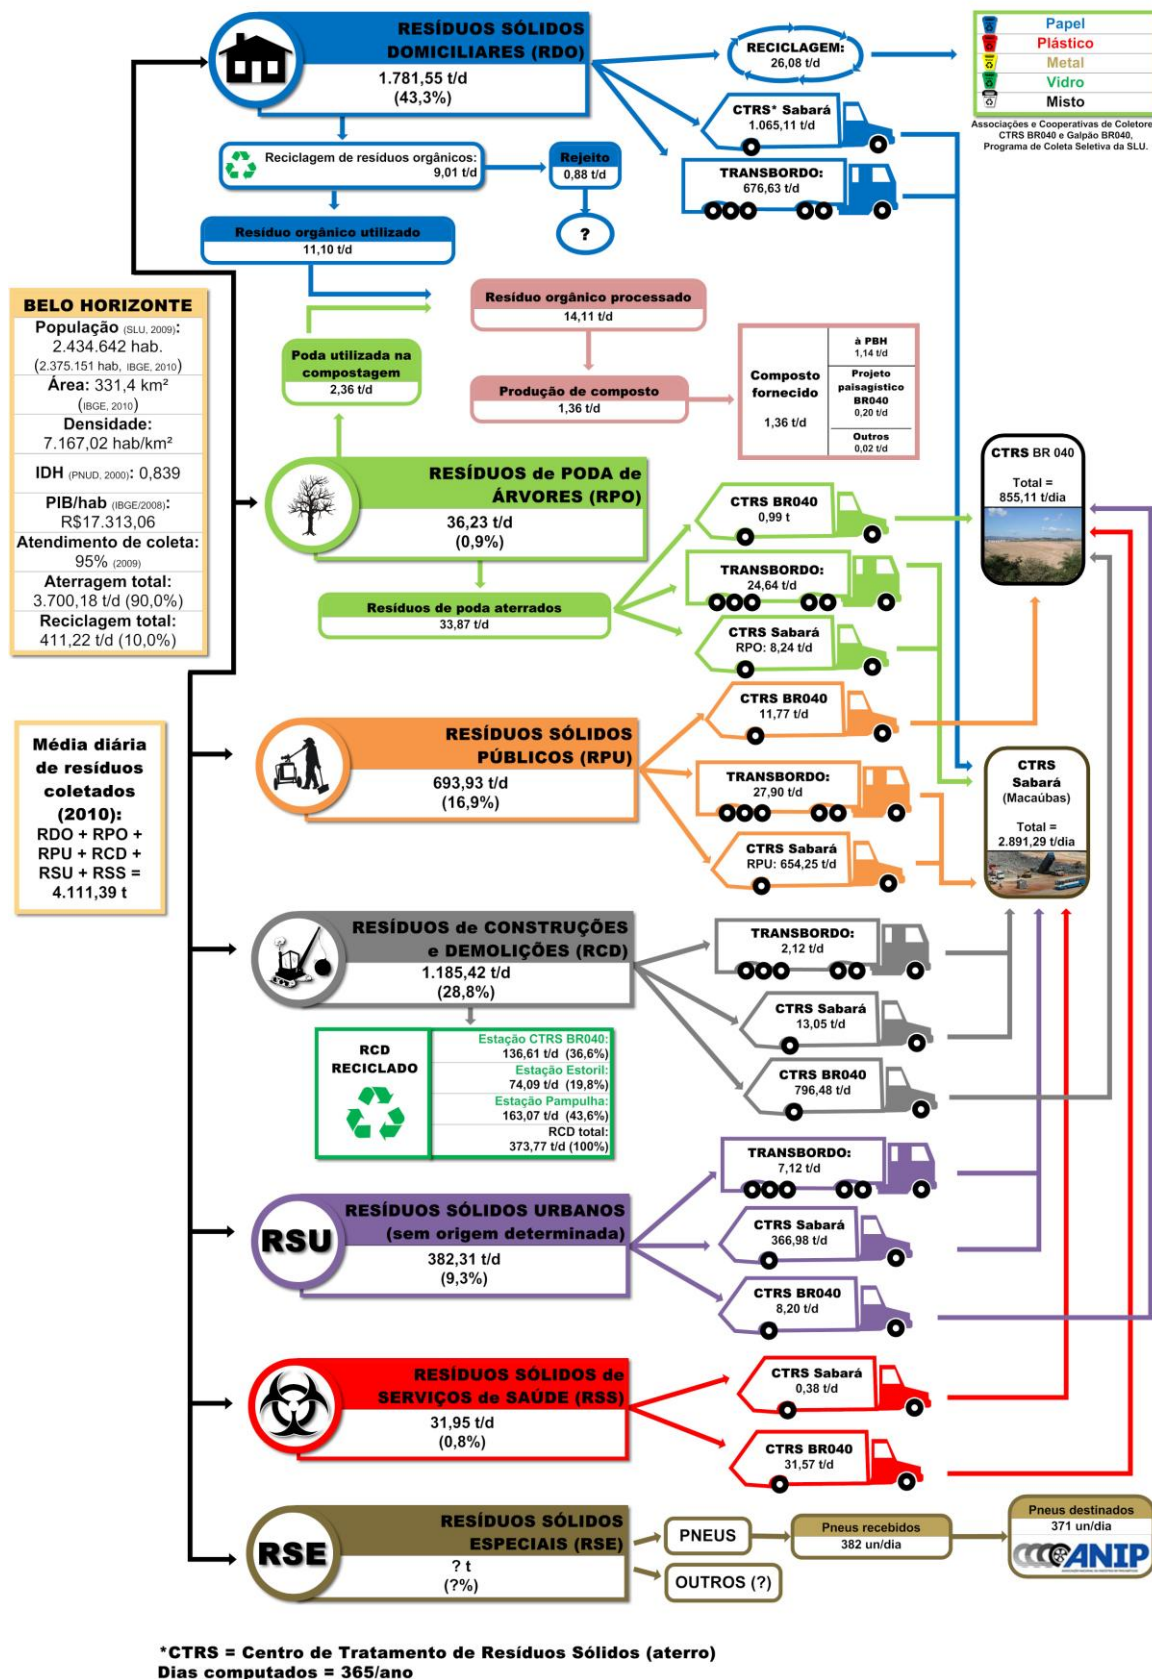 RESÍDUOS SÓLIDOS
DOMICILIARES (RDO)
1.781,55 t/d
(43,3%)
RECICLAGEM:
26,08 t/d
CTRS* Sabará
1.065,11 t/d
TRANSBORDO:
676,63 t/d
Papel
Plástico
Metal
Vidro
Misto
Associações e Cooperativas de Coletore
CTRS BR040 e Galpão BR040,
Programa de Coleta Seletiva da SLU.
Reciclagem de resíduos orgânicos:
9,01 t/d
Rejeito
0,88 t/d
?
Resíduo orgânico utilizado
11,10 t/d
BELO HORIZONTE
População (SLU, 2009):
2.434.642 hab.
(2.375.151 hab, IBGE, 2010)
Área: 331,4 km²
(IBGE, 2010)
Densidade:
7.167,02 hab/km²
IDH (PNUD, 2000): 0,839
PIB/hab (IBGE/2008):
R$17.313,06
Atendimento de coleta:
95% (2009)
Aterragem total:
3.700,18 t/d (90,0%)
Reciclagem total:
411,22 t/d (10,0%)
Resíduo orgânico processado
14,11 t/d
Poda utilizada na
compostagem
2,36 t/d
Produção de composto
1,36 t/d
Composto
fornecido
1,36 t/d
à PBH
1,14 t/d
Projeto
paisagístico
BR040
0,20 t/d
Outros
0,02 t/d
RESÍDUOS de PODA de
ÁRVORES (RPO)
36,23 t/d
(0,9%)
Resíduos de poda aterrados
33,87 t/d
CTRS BR040
0,99 t
TRANSBORDO:
24,64 t/d
CTRS Sabará
RPO: 8,24 t/d
CTRS BR 040
Total =
855,11 t/dia
Média diária
de resíduos
coletados
(2010):
RDO + RPO +
RPU + RCD +
RSU + RSS =
4.111,39 t
RESÍDUOS SÓLIDOS
PÚBLICOS (RPU)
693,93 t/d
(16,9%)
CTRS BR040
11,77 t/d
TRANSBORDO:
27,90 t/d
CTRS Sabará
RPU: 654,25 t/d
CTRS
Sabará
(Macaúbas)
Total =
2.891,29 t/dia
RESÍDUOS de CONSTRUÇÕES
e DEMOLIÇÕES (RCD)
1.185,42 t/d
(28,8%)
TRANSBORDO:
2,12 t/d
CTRS Sabará
13,05 t/d
CTRS BR040
796,48 t/d
RCD
RECICLADO
Estação CTRS BR040:
136,61 t/d (36,6%)
Estação Estoril:
74,09 t/d (19,8%)
Estação Pampulha:
163,07 t/d (43,6%)
RCD total:
373,77 t/d (100%)
RSU
RESÍDUOS SÓLIDOS URBANOS
(sem origem determinada)
382,31 t/d
(9,3%)
TRANSBORDO:
7,12 t/d
CTRS Sabará
366,98 t/d
CTRS BR040
8,20 t/d
RESÍDUOS SÓLIDOS de
SERVIÇOS de SAÚDE (RSS)
31,95 t/d
(0,8%)
CTRS Sabará
0,38 t/d
CTRS BR040
31,57 t/d
RSE
RESÍDUOS SÓLIDOS
ESPECIAIS (RSE)
? t
(?%)
PNEUS
OUTROS (?)
Pneus recebidos
382 un/dia
Pneus destinados
371 un/dia
ANIP
*CTRS = Centro de Tratamento de Resíduos Sólidos (aterro)
Dias computados = 365/ano